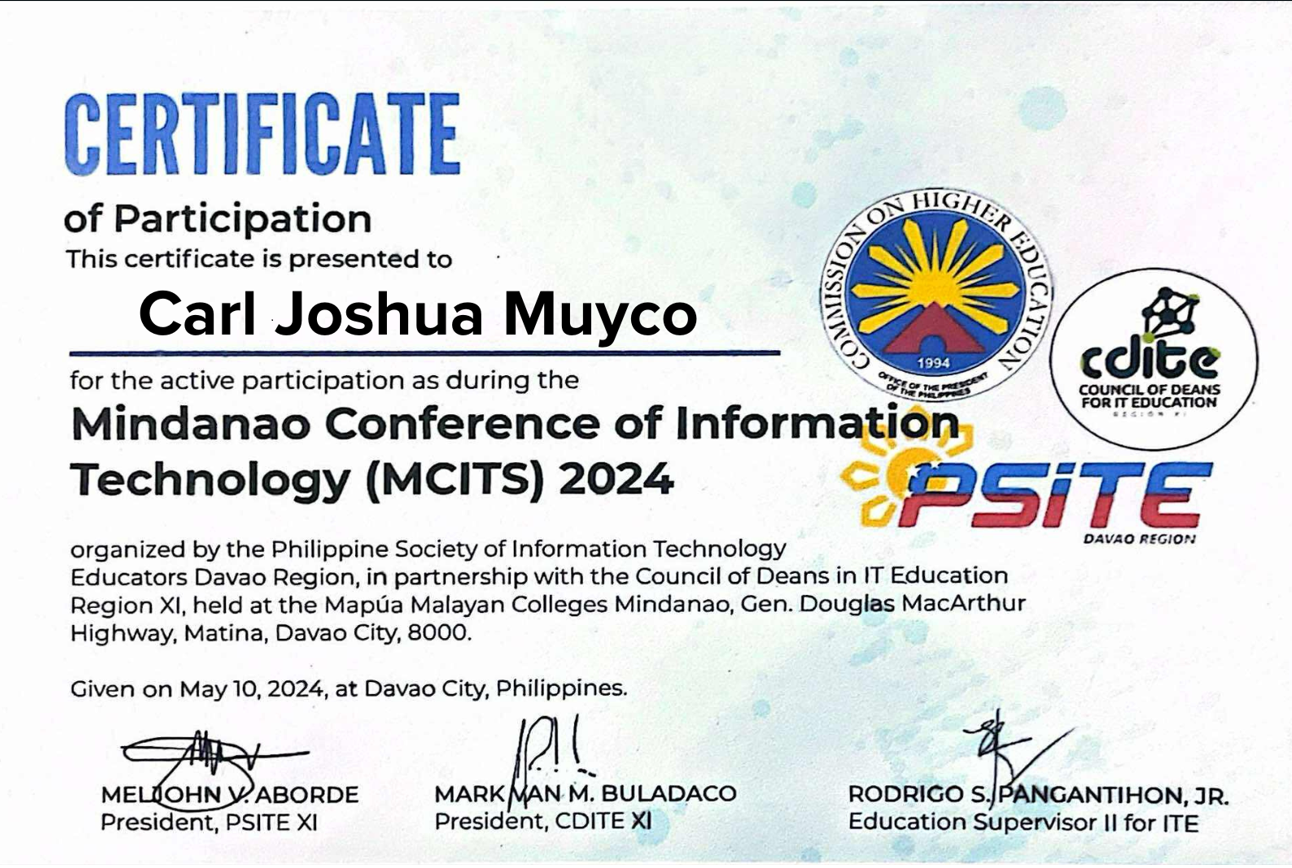 CERTIFICATE
of Participation
This certificate is presented to
Carl Joshua Muyco
for the active participation as during the
Mindanao Conference of Information
Technology (MCITS) 2024
organized by the Philippine Society of Information Technology
Educators Davao Region, in partnership with the Council of Deans in IT Education
Region XI, held at the Mapúa Malayan Colleges Mindanao, Gen. Douglas MacArthur
Highway, Matina, Davao City, 8000.
Given on May 10, 2024, at Davao City, Philippines.
COMMISSION ON HIGHER EDUCATION
1994
OFFICE OF THE PRESIDENT
OF THE PHILIPPINES
cdite
COUNCIL OF DEANS
FOR IT EDUCATION
REGION XI
PSITE
DAVAO REGION
MELJOHN V. ABORDE
President, PSITE XI
MARK VAN M. BULADACO
President, CDITE XI
RODRIGO S. PANGANTIHON, JR.
Education Supervisor II for ITE